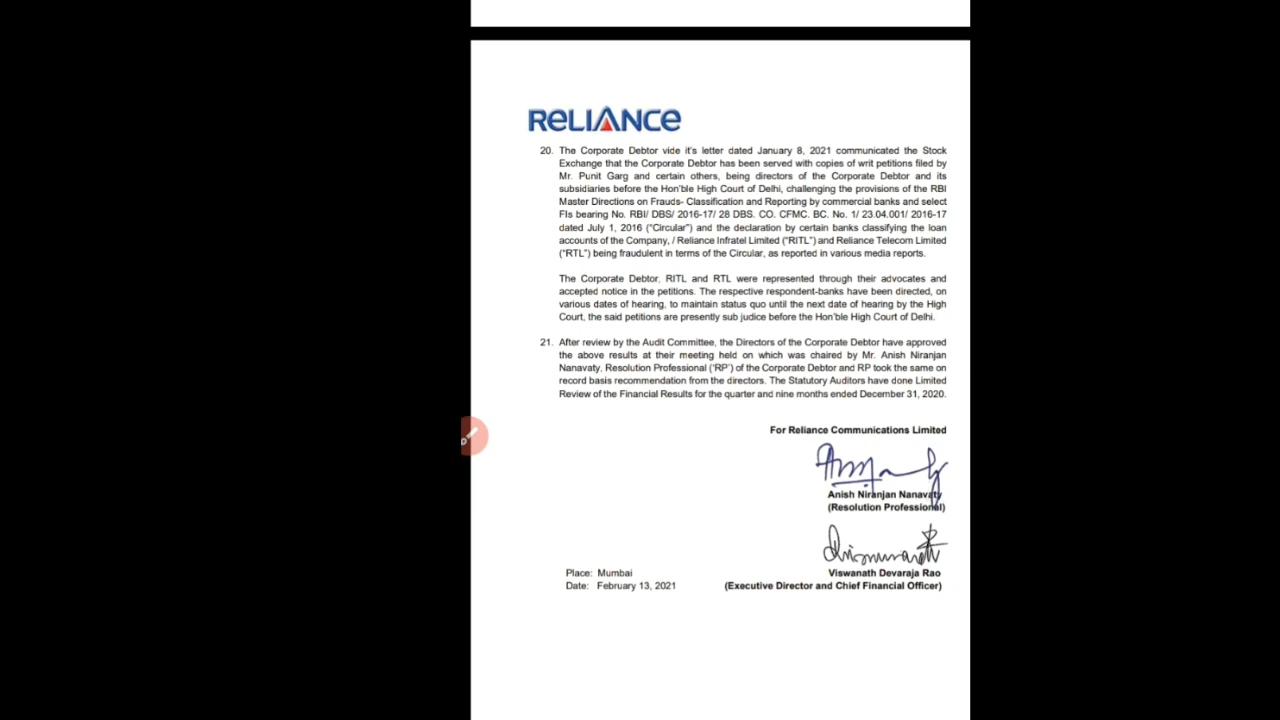 RELIANCE
20. The Corporate Debtor vide it's letter dated January 8, 2021 communicated the Stock
Exchange that the Corporate Debtor has been served with copies of writ petitions filed by
Mr. Punit Garg and certain others, being directors of the Corporate Debtor and its
subsidiaries before the Hon'ble High Court of Delhi, challenging the provisions of the RBI
Master Directions on Frauds- Classification and Reporting by commercial banks and select
FIs bearing No. RBI/ DBS/ 2016-17/ 28 DBS. CO. CFMC. BC. No. 1/ 23.04.001/ 2016-17
dated July 1, 2016 (“Circular”) and the declaration by certain banks classifying the loan
accounts of the Company, / Reliance Infratel Limited (“RITL”) and Reliance Telecom Limited
(“RTL”) being fraudulent in terms of the Circular, as reported in various media reports.
The Corporate Debtor, RITL and RTL were represented through their advocates and
accepted notice in the petitions. The respective respondent-banks have been directed, on
various dates of hearing, to maintain status quo until the next date of hearing by the High
Court, the said petitions are presently sub judice before the Hon'ble High Court of Delhi.
21. After review by the Audit Committee, the Directors of the Corporate Debtor have approved
the above results at their meeting held on which was chaired by Mr. Anish Niranjan
Nanavaty, Resolution Professional (‘RP’) of the Corporate Debtor and RP took the same on
record basis recommendation from the directors. The Statutory Auditors have done Limited
Review of the Financial Results for the quarter and nine months ended December 31, 2020.
For Reliance Communications Limited
Anish Niranjan Nanavaty
(Resolution Professional)
Place: Mumbai
Date: February 13, 2021
Viswanath Devaraja Rao
(Executive Director and Chief Financial Officer)